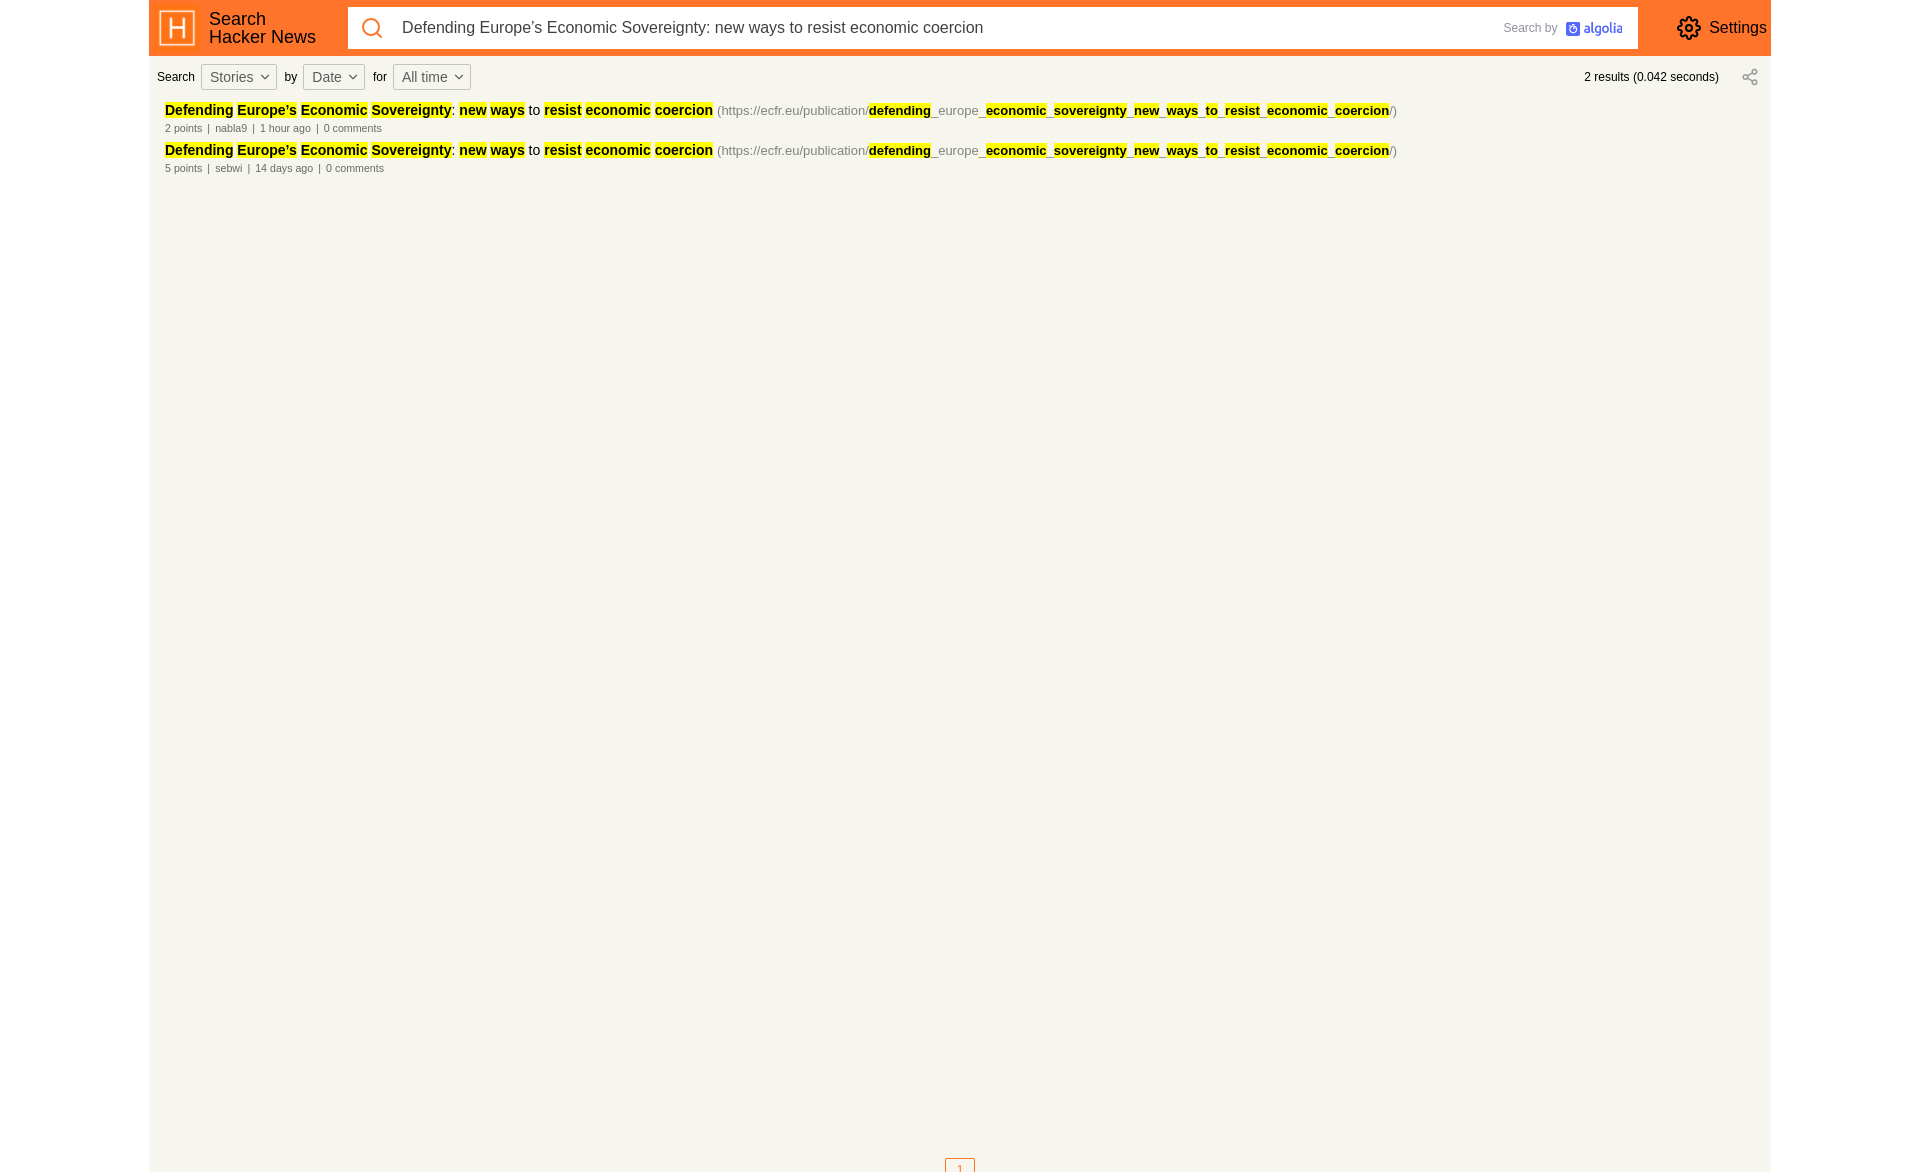 Search
Hacker News
Defending Europe’s Economic Sovereignty: new ways to resist economic coercion
Search by algolia
Settings
Search Stories by Date for All time
2 results (0.042 seconds)
Defending Europe’s Economic Sovereignty: new ways to resist economic coercion (https://ecfr.eu/publication/defending_europe_economic_sovereignty_new_ways_to_resist_economic_coercion/)
2 points | nabla9 | 1 hour ago | 0 comments
Defending Europe’s Economic Sovereignty: new ways to resist economic coercion (https://ecfr.eu/publication/defending_europe_economic_sovereignty_new_ways_to_resist_economic_coercion/)
5 points | sebwi | 14 days ago | 0 comments
1